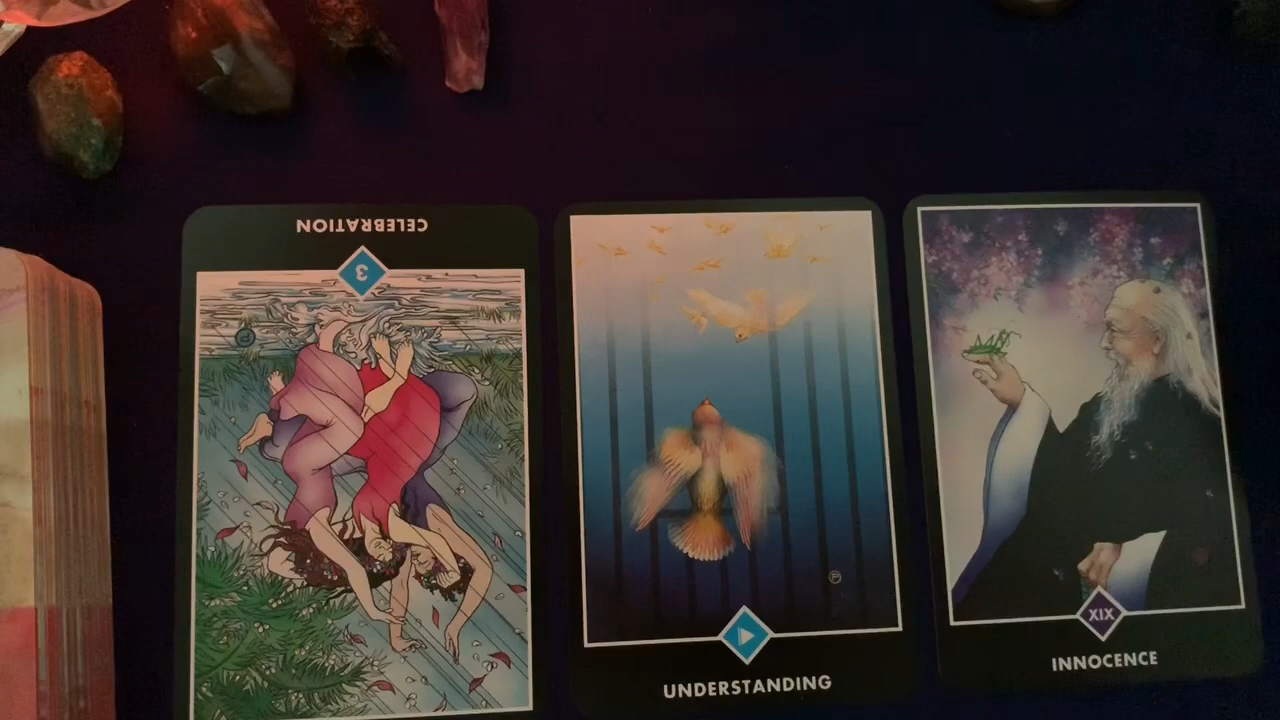 CELEBRATION
3
UNDERSTANDING
P
XIX
INNOCENCE